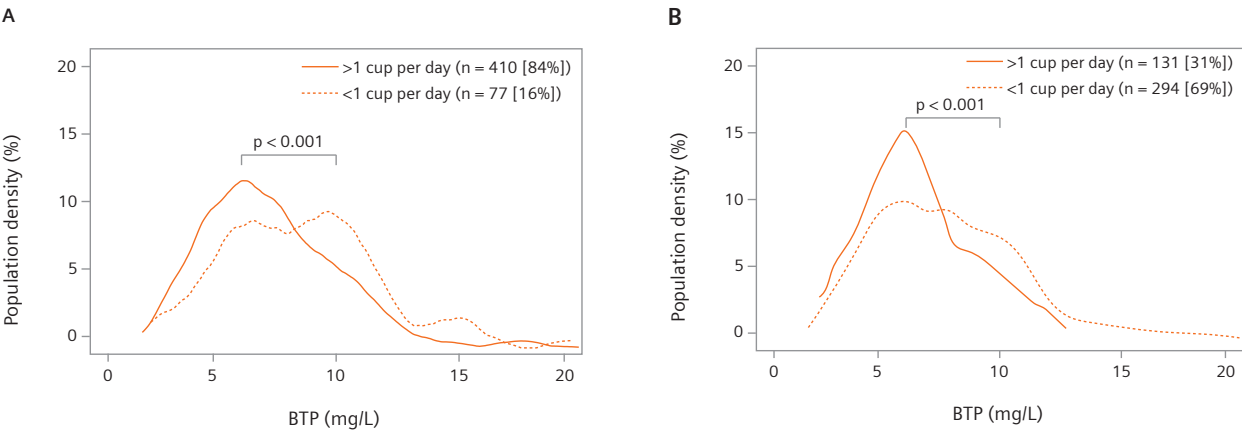 A
Population density (%)
20
15
10
5
0
>1 cup per day (n = 410 [84%])
<1 cup per day (n = 77 [16%])
p < 0.001
0 5 10 15 20
BTP (mg/L)
B
Population density (%)
20
15
10
5
0
>1 cup per day (n = 131 [31%])
<1 cup per day (n = 294 [69%])
p < 0.001
0 5 10 15 20
BTP (mg/L)